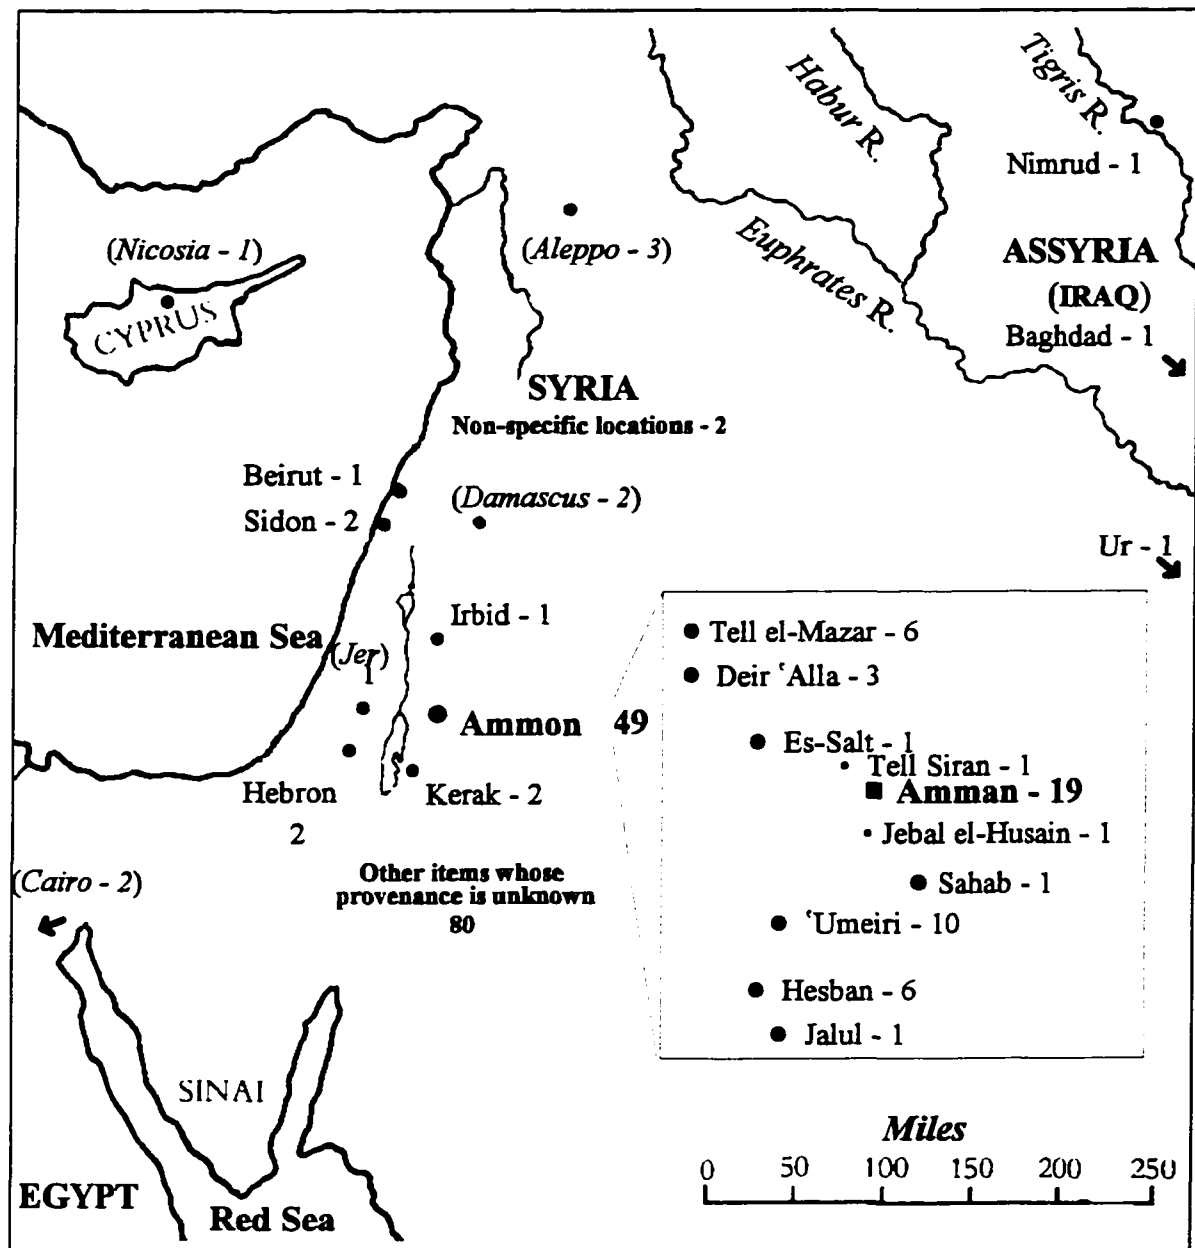 Habur R.
Tigris R.
Nimrud - 1
(Nicosia - 1)
(Aleppo - 3)
Euphrates R.
ASSYRIA
(IRAQ)
CYPRUS
Baghdad - 1
SYRIA
Non-specific locations - 2
Beirut - 1
(Damascus - 2)
Sidon - 2
Ur - 1
Irbid - 1
Mediterranean Sea
(Jer)
1
Ammon 49
Hebron
2
Kerak - 2
Tell el-Mazar - 6
Deir ʿAlla - 3
Es-Salt - 1
Tell Siran - 1
Amman - 19
Jebal el-Husain - 1
Sahab - 1
ʿUmeiri - 10
Hesban - 6
Jalul - 1
(Cairo - 2)
Other items whose
provenance is unknown
80
SINAI
EGYPT
Red Sea
Miles
0 50 100 150 200 250